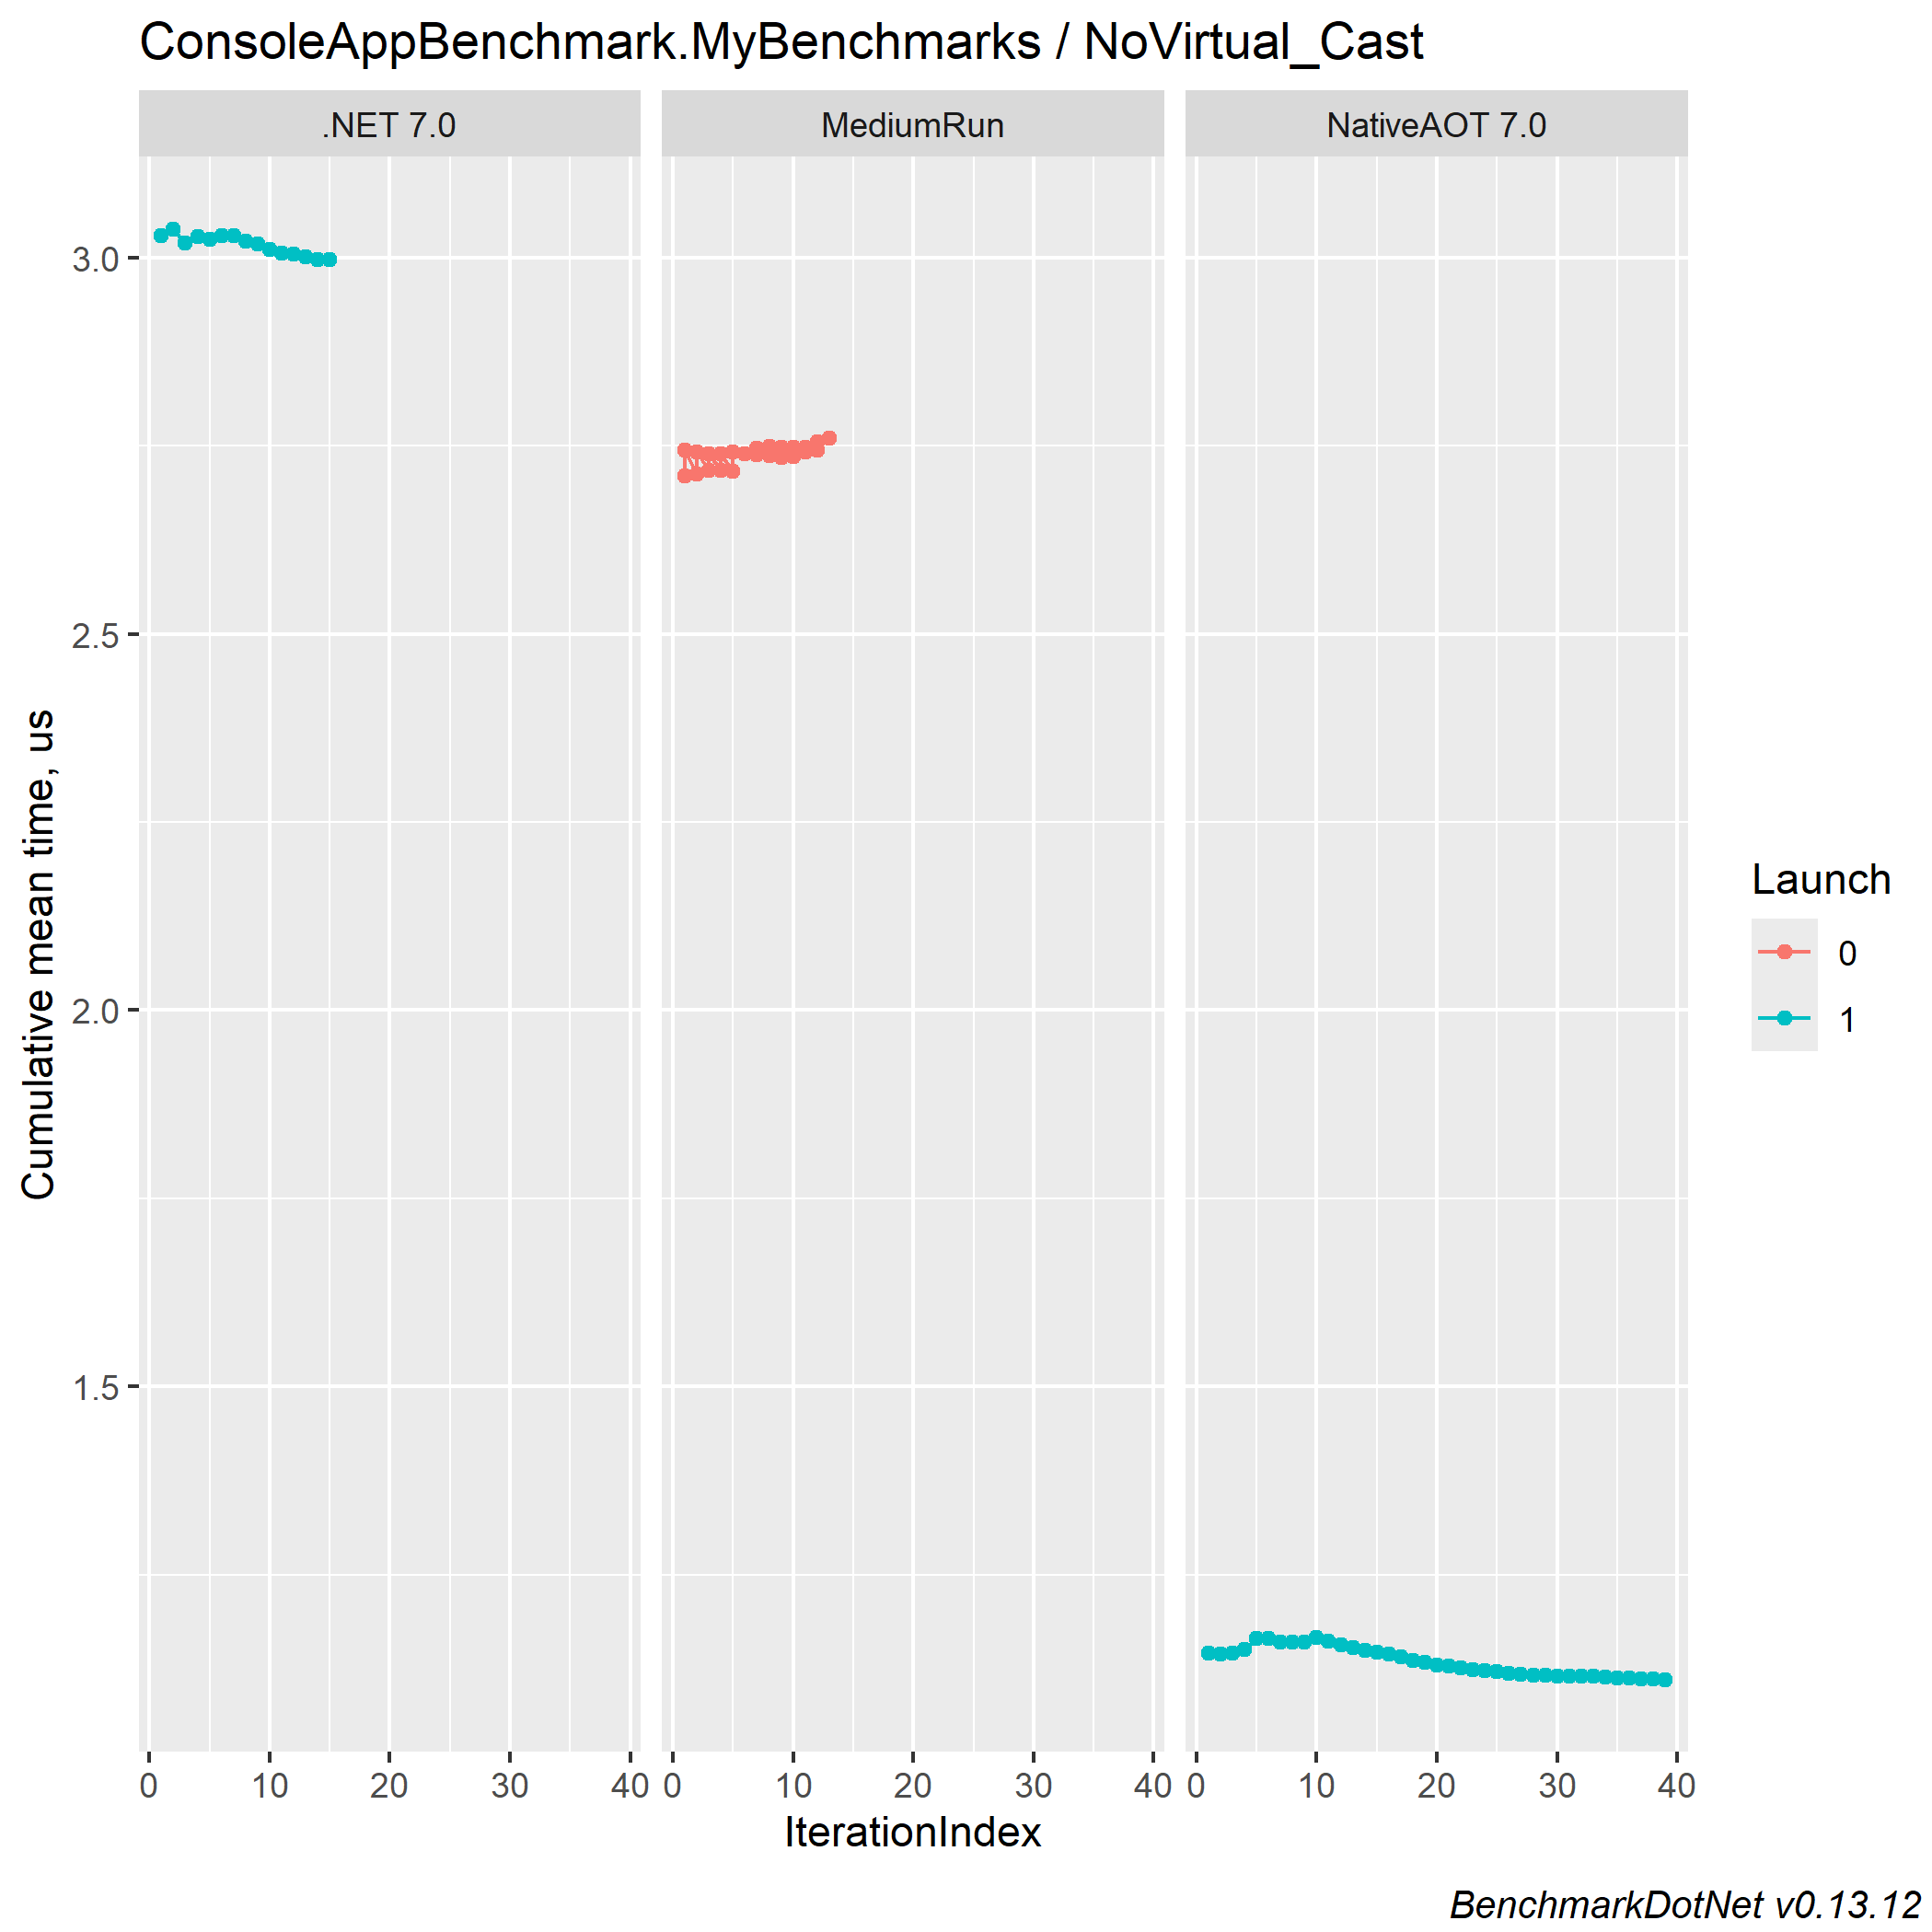 ConsoleAppBenchmark.MyBenchmarks / NoVirtual_Cast
.NET 7.0
MediumRun
NativeAOT 7.0
3.0
2.5
2.0
1.5
Cumulative mean time, us
0 10 20 30 40
0 10 20 30 40
0 10 20 30 40
IterationIndex
Launch
0
1
BenchmarkDotNet v0.13.12